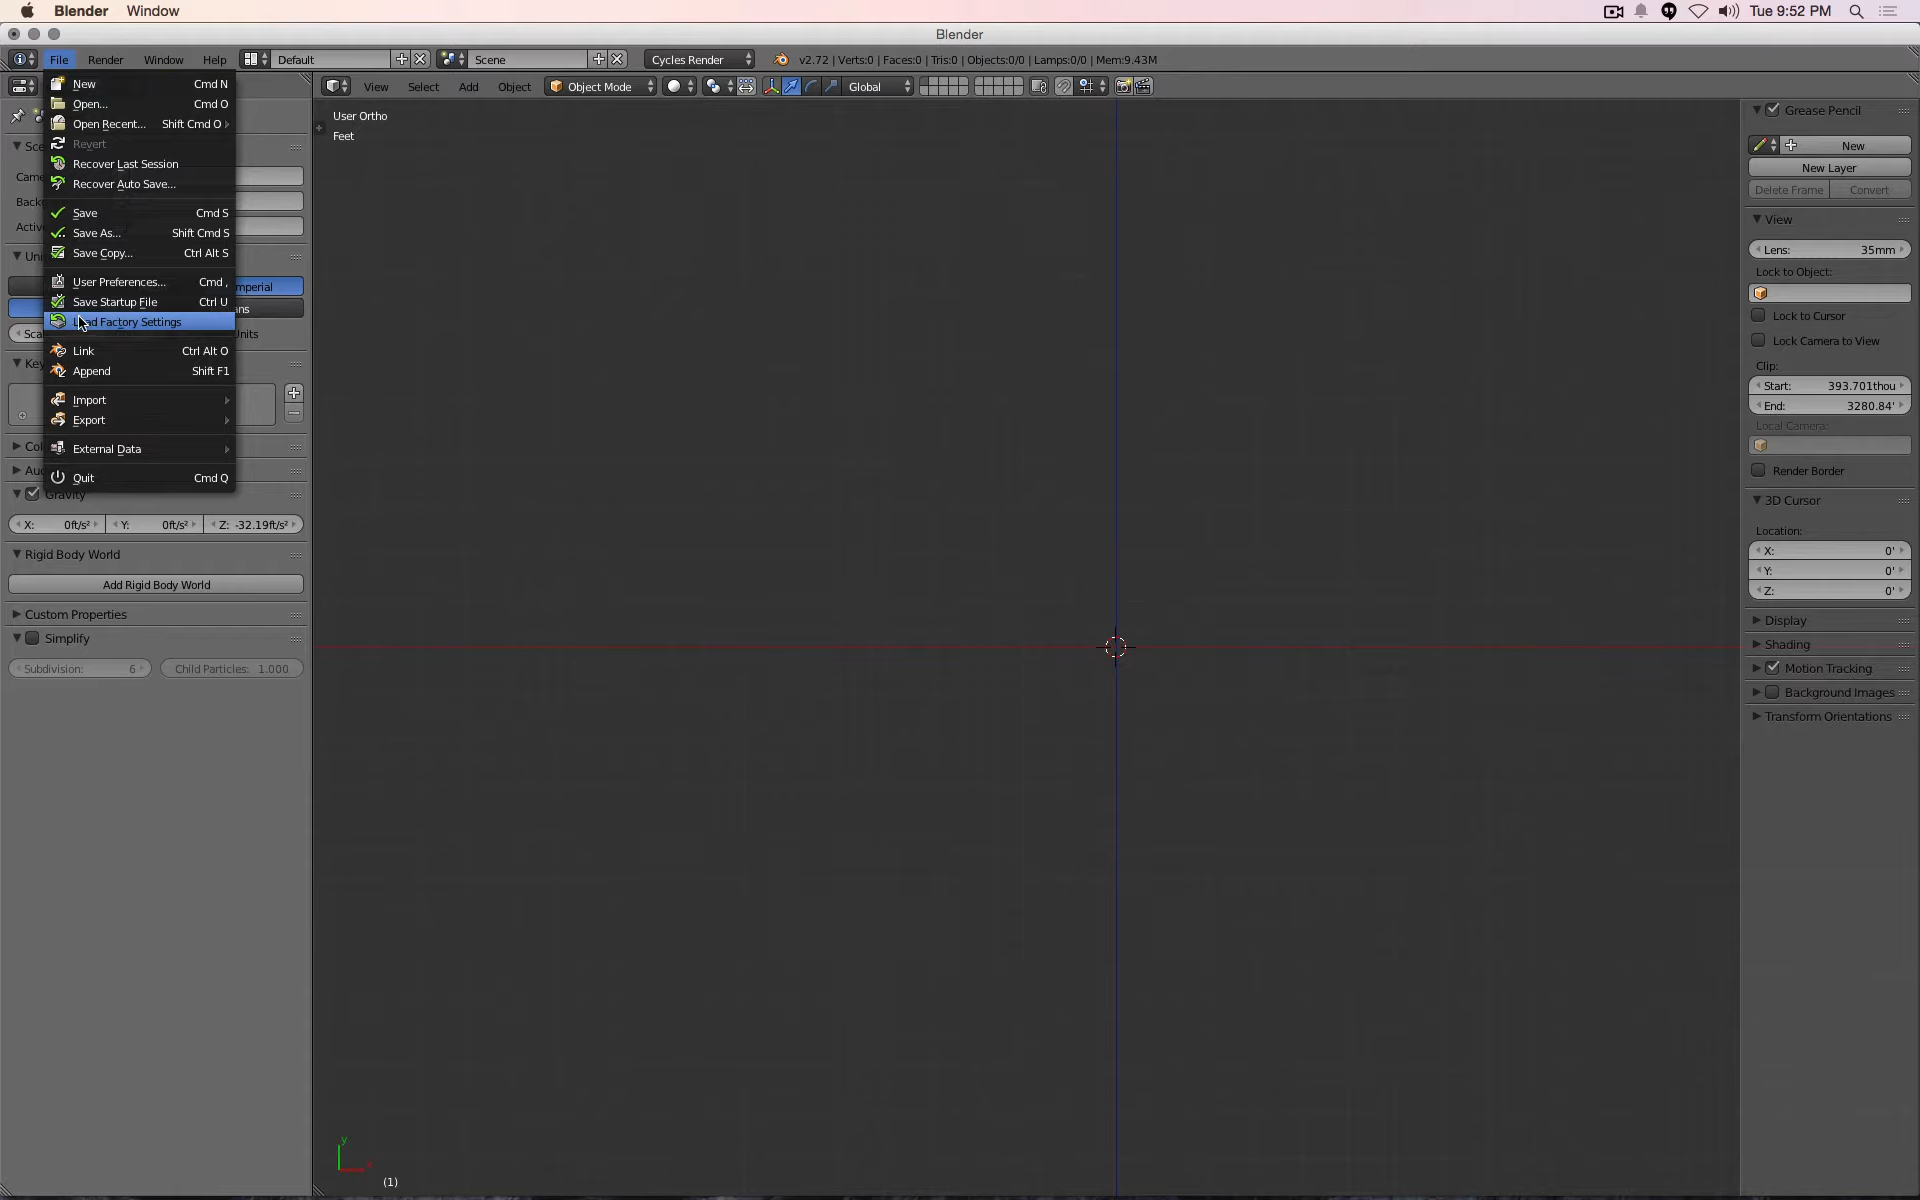 Blender Window Tue 9:52 PM
Blender
File Render Window Help Default Scene Cycles Render v2.72 | Verts:0 | Faces:0 | Tris:0 | Objects:0/0 | Lamps:0/0 | Mem:9.43M
View Select Add Object Object Mode Global
New Cmd N
Open... Cmd O
Open Recent... Shift Cmd O
Revert
Recover Last Session
Recover Auto Save...
Save Cmd S
Save As... Shift Cmd S
Save Copy... Ctrl Alt S
User Preferences... Cmd ,
Save Startup File Ctrl U
Load Factory Settings
Link Ctrl Alt O
Append Shift F1
Import
Export
External Data
Quit Cmd Q
Gravity
X: 0ft/s² Y: 0ft/s² Z: -32.19ft/s²
Rigid Body World
Add Rigid Body World
Custom Properties
Simplify
Subdivision: 6 Child Particles: 1.000
User Ortho
Feet
y
x
(1)
Grease Pencil
New
New Layer
Delete Frame Convert
View
Lens: 35mm
Lock to Object:
Lock to Cursor
Lock Camera to View
Clip:
Start: 393.701thou
End: 3280.84'
Local Camera:
Render Border
3D Cursor
Location:
X: 0'
Y: 0'
Z: 0'
Display
Shading
Motion Tracking
Background Images
Transform Orientations